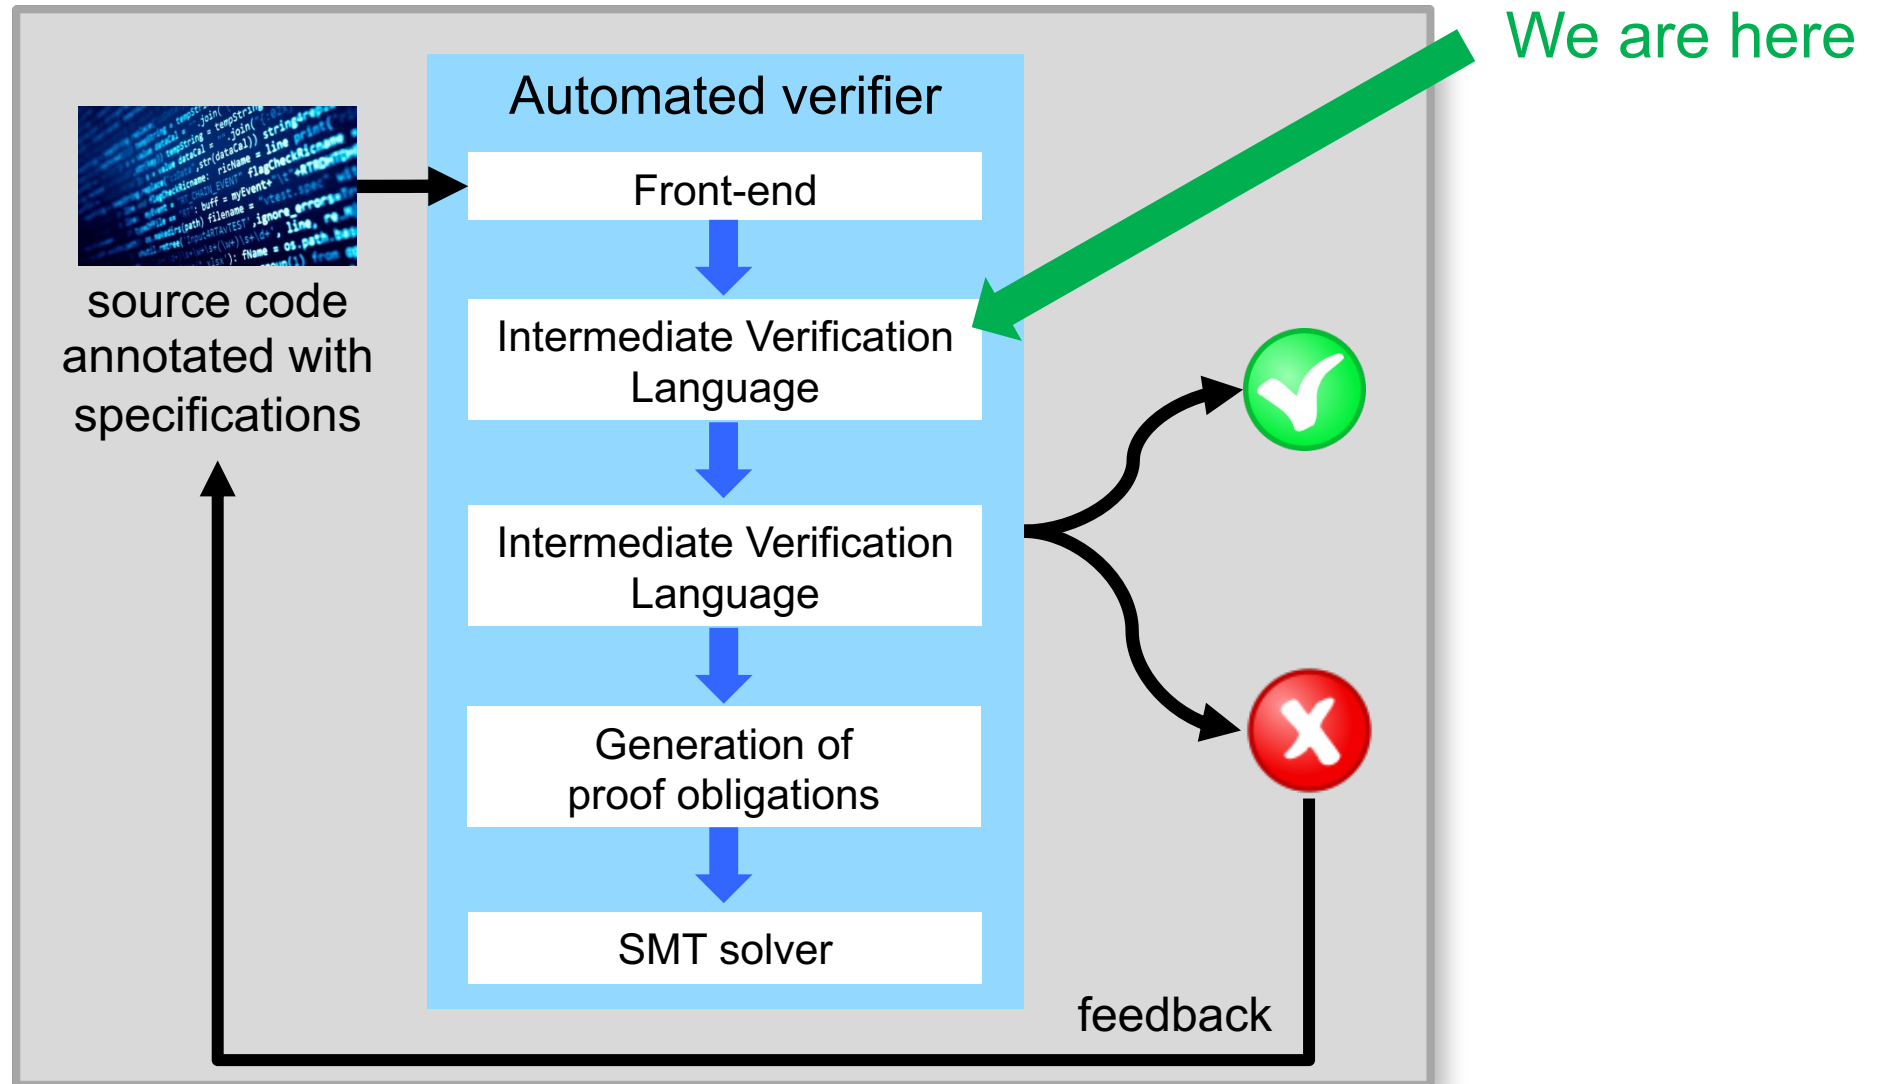 We are here
Automated verifier
Front-end
source code
annotated with
specifications
Intermediate Verification
Language
Intermediate Verification
Language
Generation of
proof obligations
SMT solver
feedback